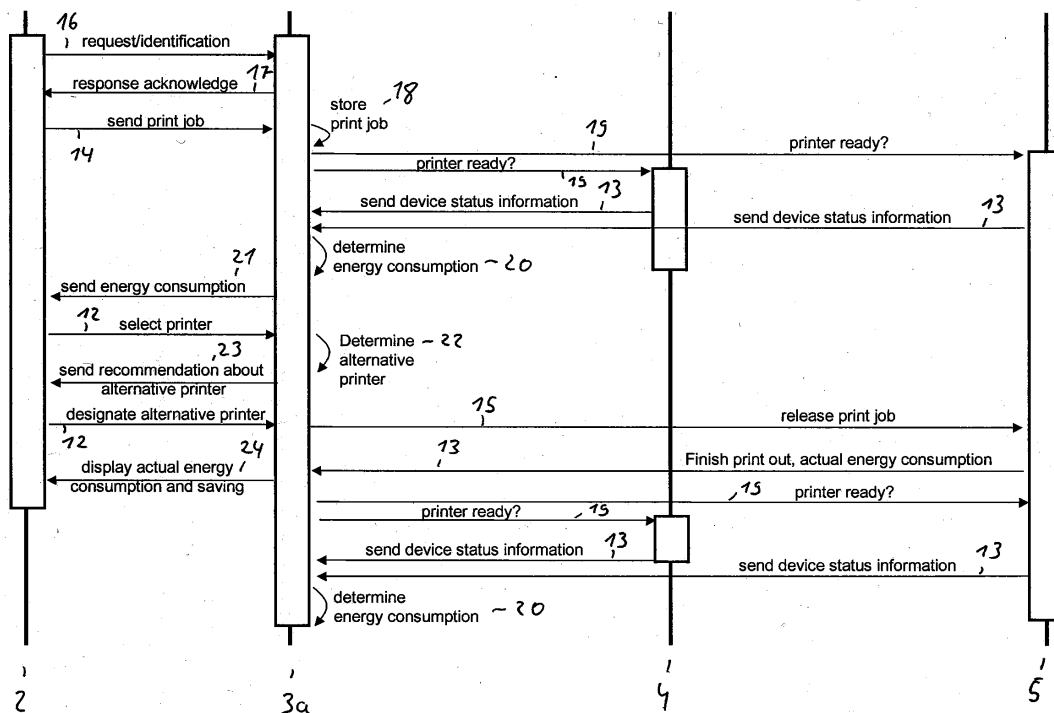 16
request/identification
response acknowledge
17
store
print job
18
send print job
14
19
printer ready?
printer ready?
15
send device status information
13
send device status information
13
determine
energy consumption ~ 20
21
send energy consumption
12
select printer
Determine ~ 22
alternative
printer
23
send recommendation about
alternative printer
designate alternative printer
12
15
release print job
24
display actual energy
consumption and saving
13
Finish print out, actual energy consumption
15
printer ready?
printer ready?
15
send device status information
13
send device status information
13
determine
energy consumption ~ 20
2
3a
4
5